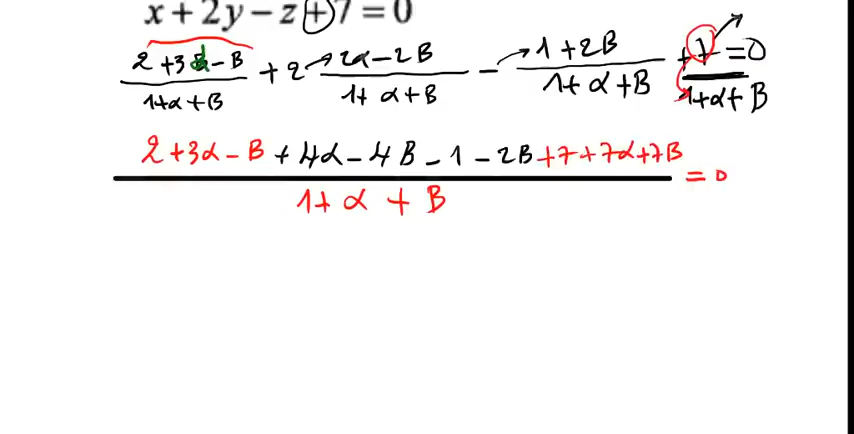 x + 2y − z + 7 = 0
2 + 3α − B / 1+α+B + 2 2α − 2B / 1+ α+B − 1 + 2B / 1+ α+B + 7 / 1+α+ B = 0
2 + 3α − B + 4α − 4B − 1 − 2B + 7 + 7α + 7B / 1+ α + B = 0